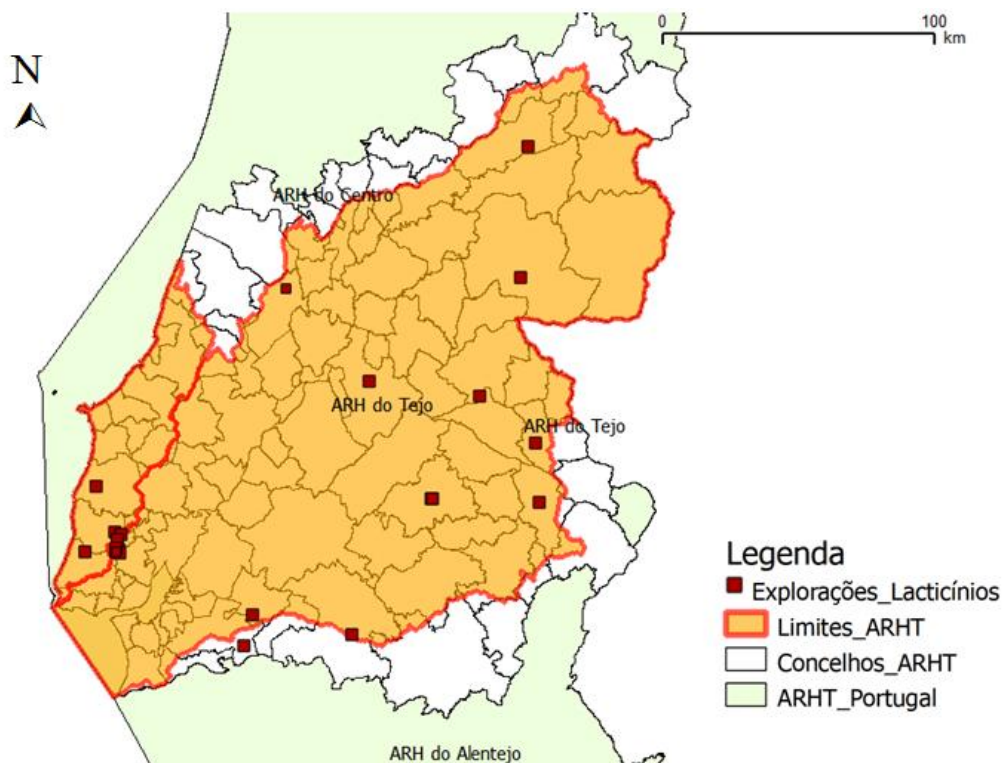 0
100
km
N
ARH do Centro
ARH do Tejo
ARH do Tejo
Legenda
Explorações_Lacticínios
Limites_ARHT
Concelhos_ARHT
ARHT_Portugal
ARH do Alentejo